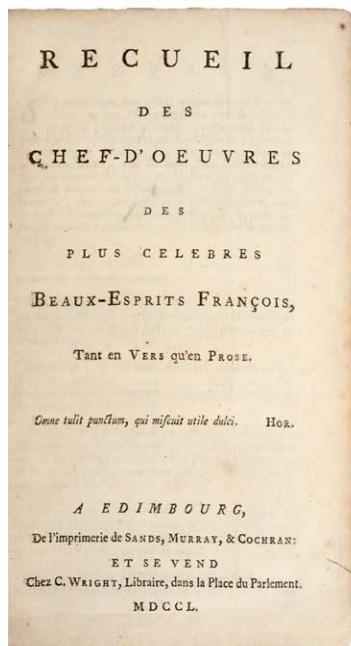 RECUEIL
DES
CHEF-D'OEUVRES
DES
PLUS CELEBRES
BEAUX-ESPRITS FRANÇOIS,
Tant en VERS qu'en PROSE.
Omne tulit punctum, qui miſcuit utile dulci. HOR.
A EDIMBOURG,
De l'imprimerie de SANDS, MURRAY, & COCHRAN:
ET SE VEND
Chez C. WRIGHT, Libraire, dans la Place du Parlement.
MDCCL.